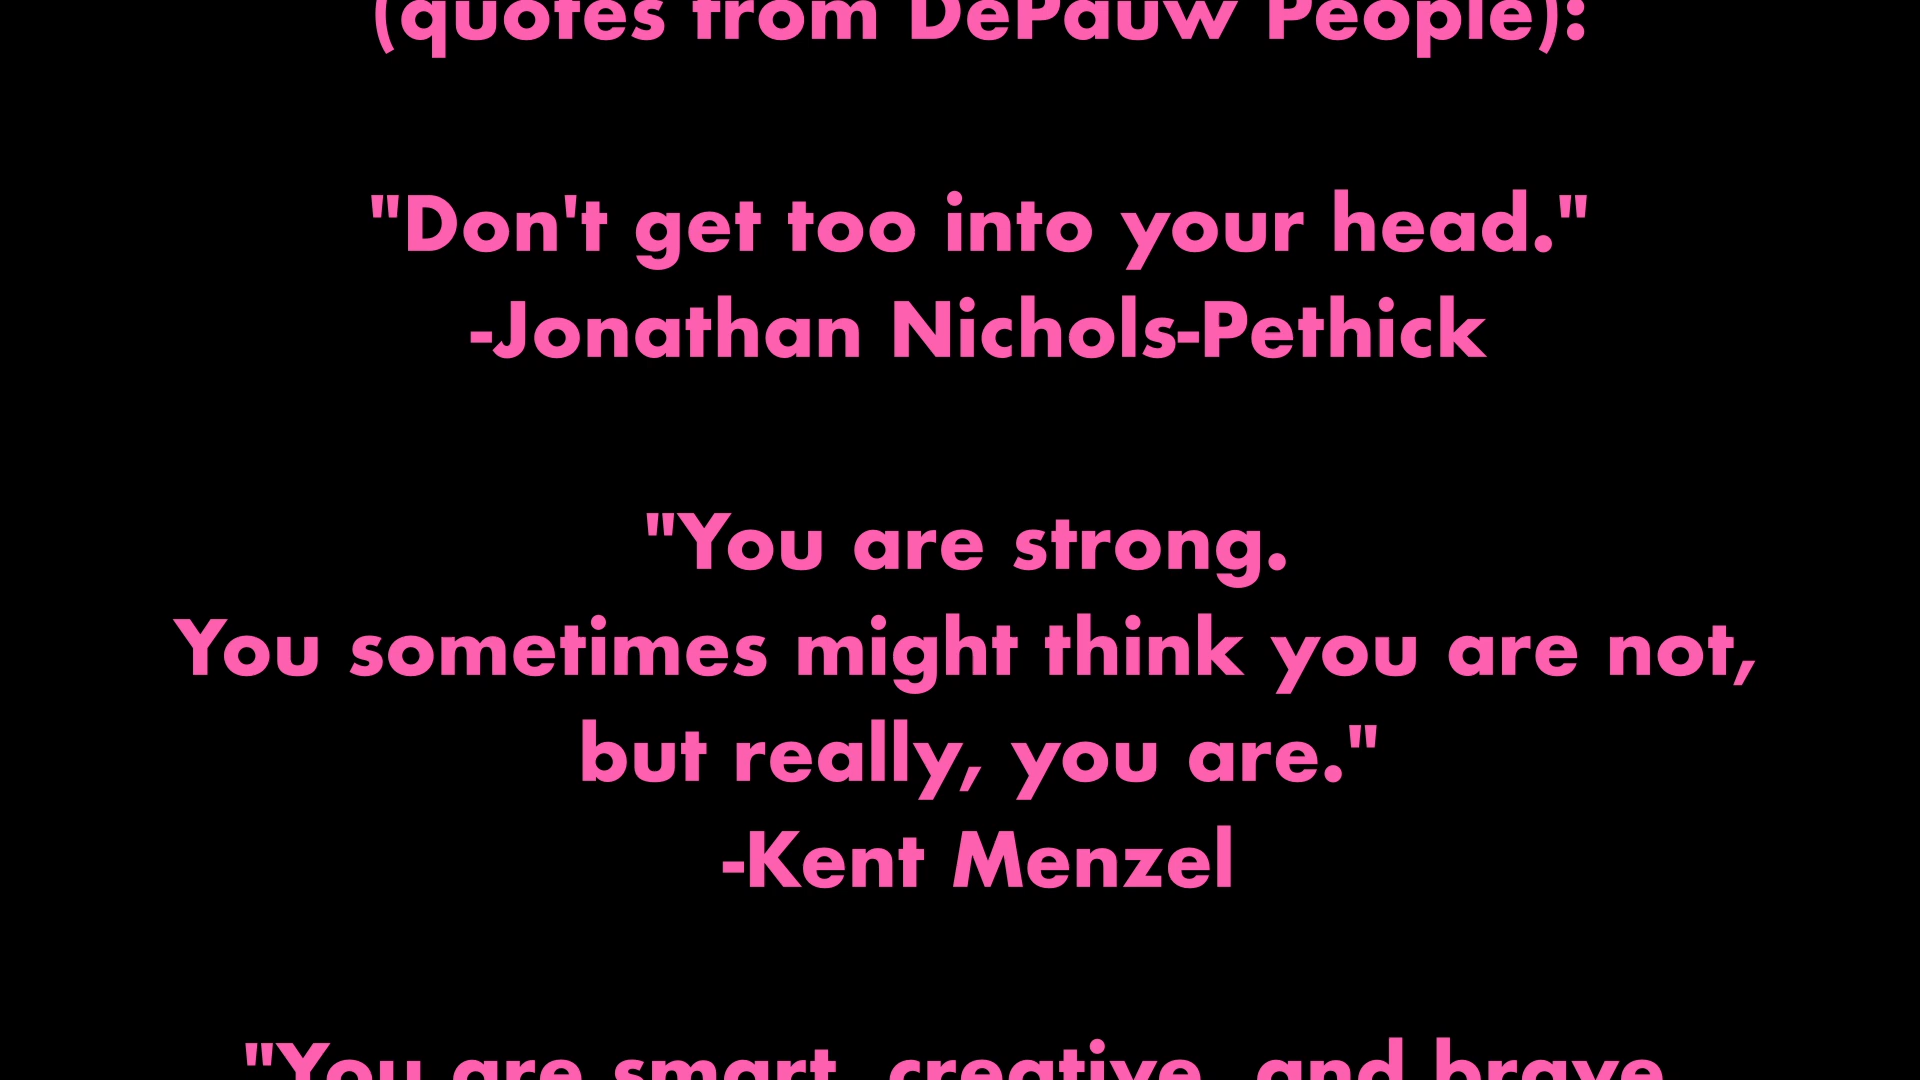 (quotes from DePauw People):
"Don't get too into your head."
-Jonathan Nichols-Pethick
"You are strong.
You sometimes might think you are not,
but really, you are."
-Kent Menzel
"You are smart, creative, and brave